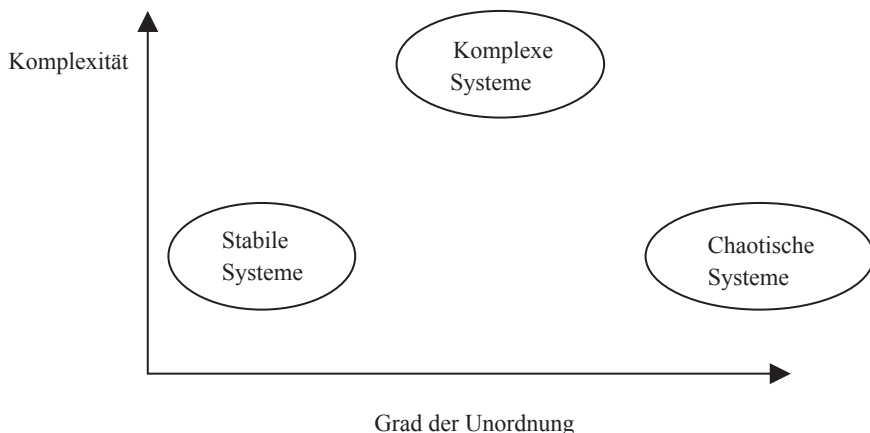 Komplexität
Komplexe
Systeme
Stabile
Systeme
Chaotische
Systeme
Grad der Unordnung